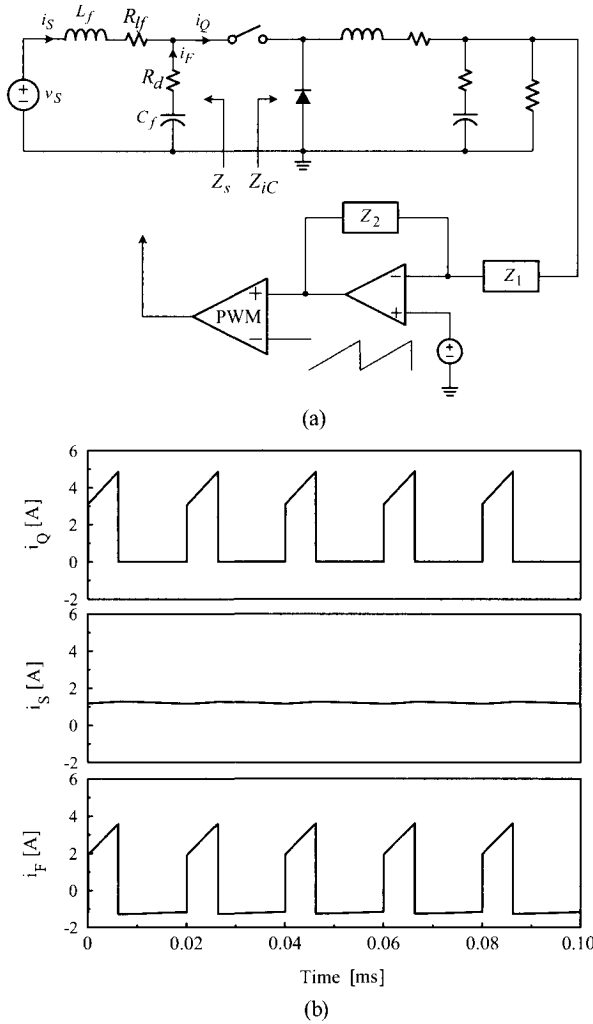 i_S L_f R_lf i_Q
i_F
R_d
v_S
C_f
Z_s Z_iC
Z_2
Z_1
PWM
+
−
−
+
(a)
6
4
2
0
-2
i_Q [A]
6
4
2
0
-2
i_S [A]
6
4
2
0
-2
i_F [A]
0 0.02 0.04 0.06 0.08 0.10
Time [ms]
(b)